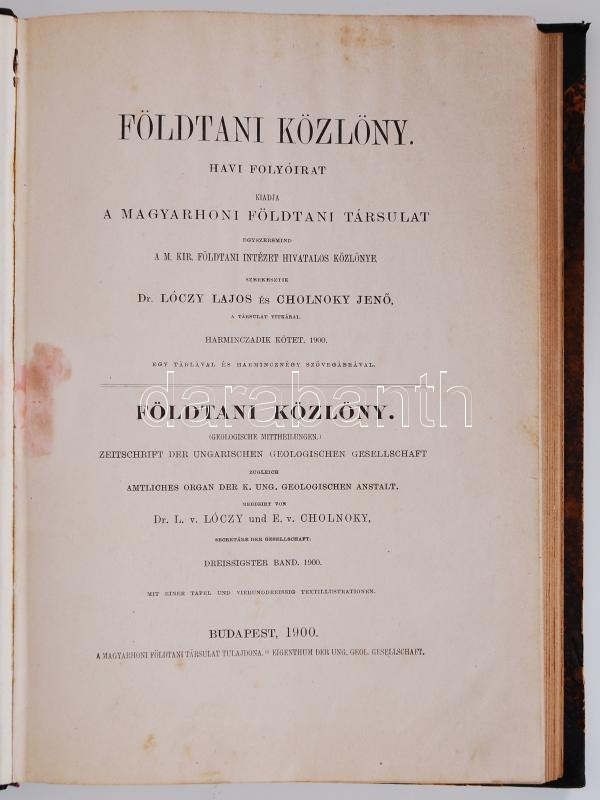 FÖLDTANI KÖZLÖNY.
HAVI FOLYÓIRAT
KIADJA
A MAGYARHONI FÖLDTANI TÁRSULAT
EGYSZERSMIND
A M. KIR. FÖLDTANI INTÉZET HIVATALOS KÖZLÖNYE.
SZERKESZTIK
Dr. LÓCZY LAJOS ÉS CHOLNOKY JENŐ,
A TÁRSULAT TITKÁRAI.
HARMINCZADIK KÖTET. 1900.
EGY TÁBLÁVAL ÉS HARMINCZNÉGY SZÖVEGÁBRÁVAL.
darabanth
FÖLDTANI KÖZLÖNY.
(GEOLOGISCHE MITTHEILUNGEN.)
ZEITSCHRIFT DER UNGARISCHEN GEOLOGISCHEN GESELLSCHAFT
ZUGLEICH
AMTLICHES ORGAN DER K. UNG. GEOLOGISCHEN ANSTALT.
REDIGIRT VON
Dr. L. v. LÓCZY und E. v. CHOLNOKY,
SECRETÄRE DER GESELLSCHAFT.
DREISSIGSTER BAND. 1900.
MIT EINER TAFEL UND VIERUNDDREISSIG TEXTILLUSTRATIONEN.
BUDAPEST, 1900.
A MAGYARHONI FÖLDTANI TÁRSULAT TULAJDONA. * EIGENTHUM DER UNG. GEOL. GESELLSCHAFT.